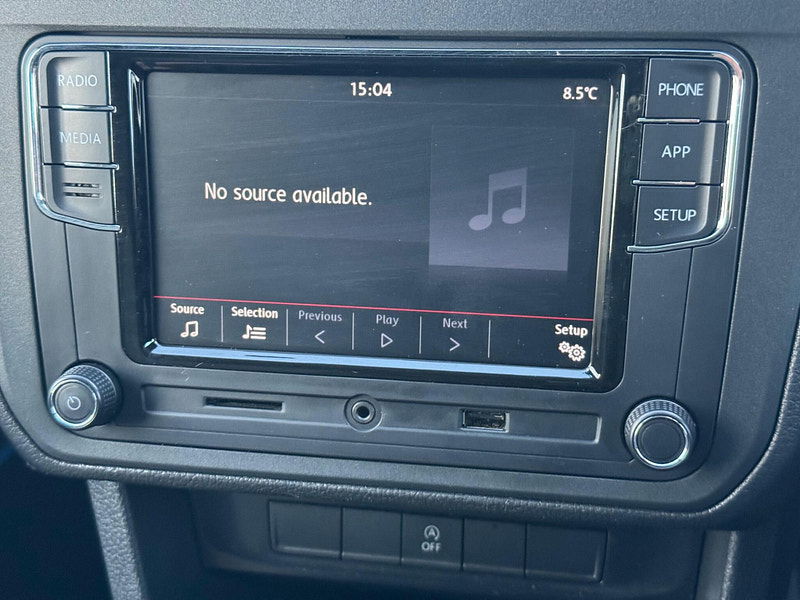 RADIO
MEDIA
15:04
8.5°C
No source available.
PHONE
APP
SETUP
Source
Selection
Previous
Play
Next
Setup
OFF